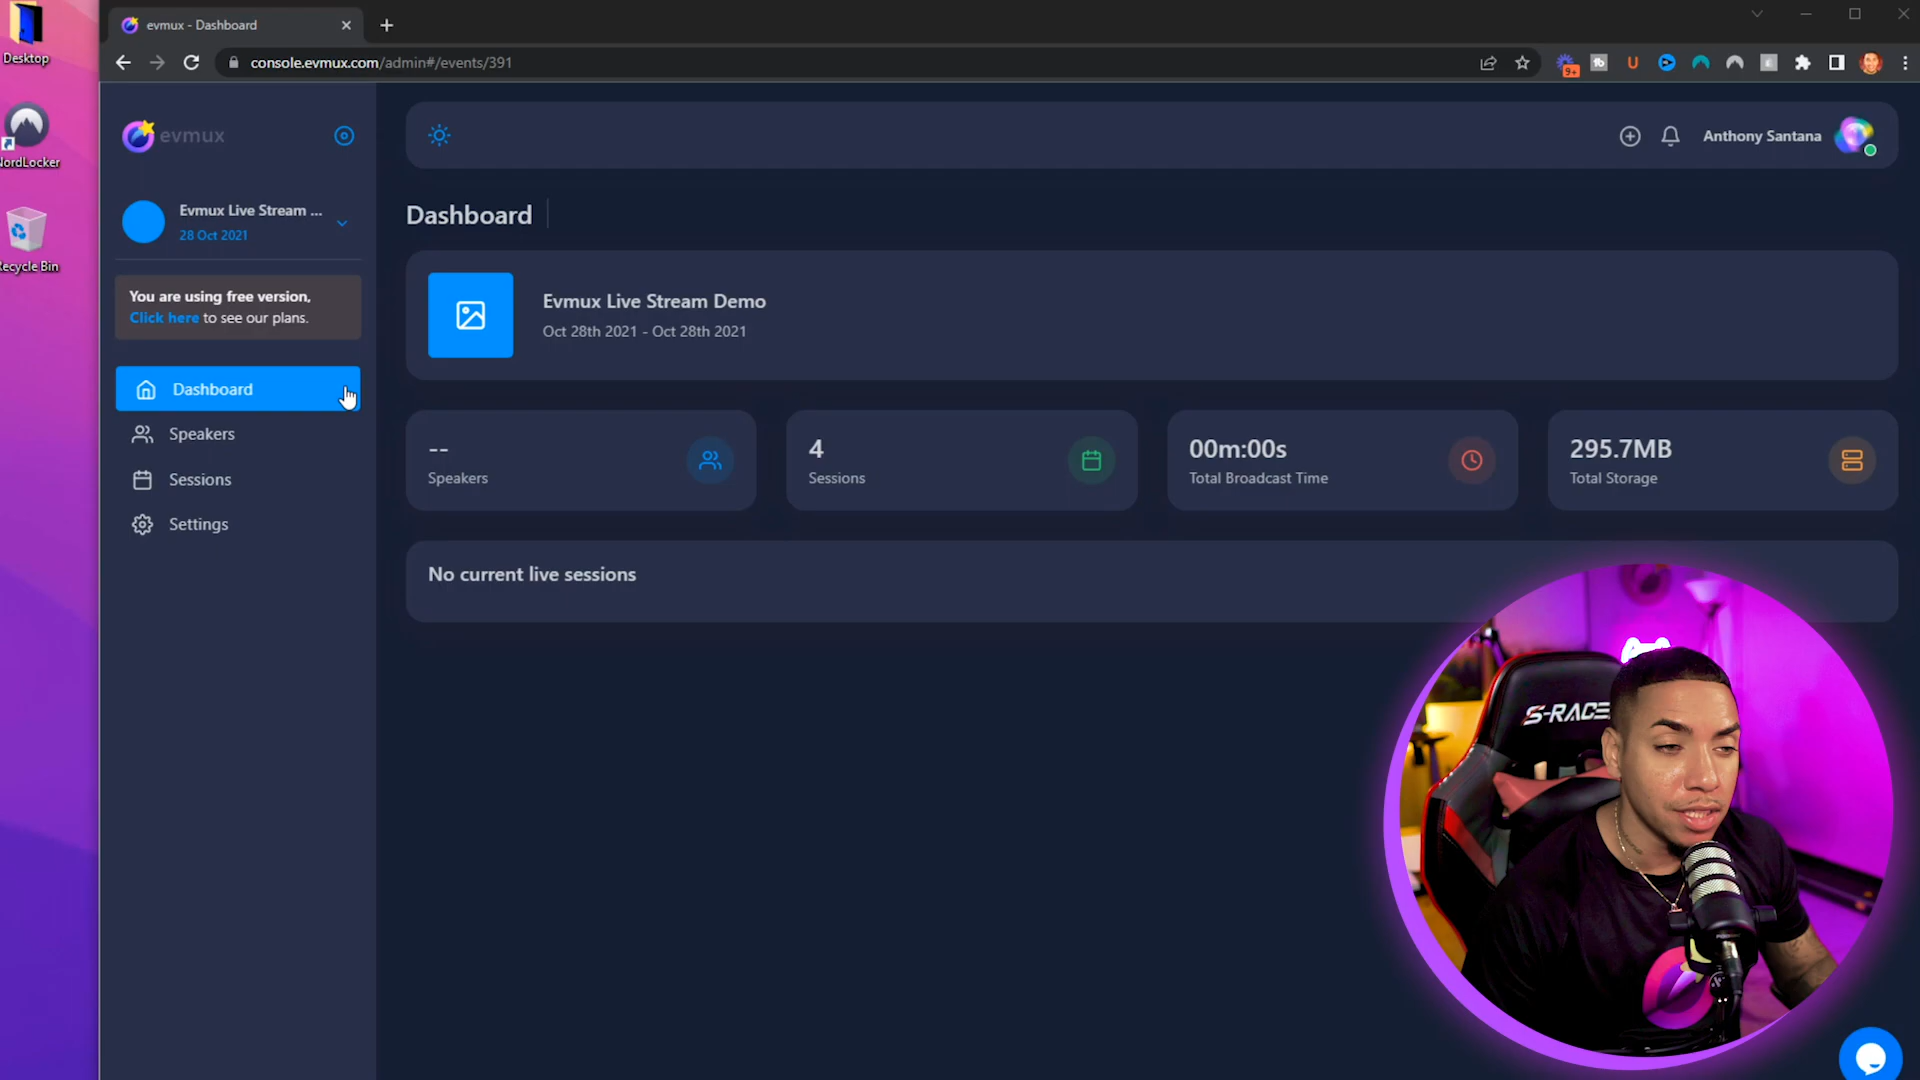 Desktop
NordLocker
Recycle Bin
evmux - Dashboard
console.evmux.com/admin#/events/391
9+
U
evmux
Evmux Live Stream ...
28 Oct 2021
You are using free version,
Click here to see our plans.
Dashboard
Speakers
Sessions
Settings
Anthony Santana
Dashboard
Evmux Live Stream Demo
Oct 28th 2021 - Oct 28th 2021
--
Speakers
4
Sessions
00m:00s
Total Broadcast Time
295.7MB
Total Storage
No current live sessions
S-RACE